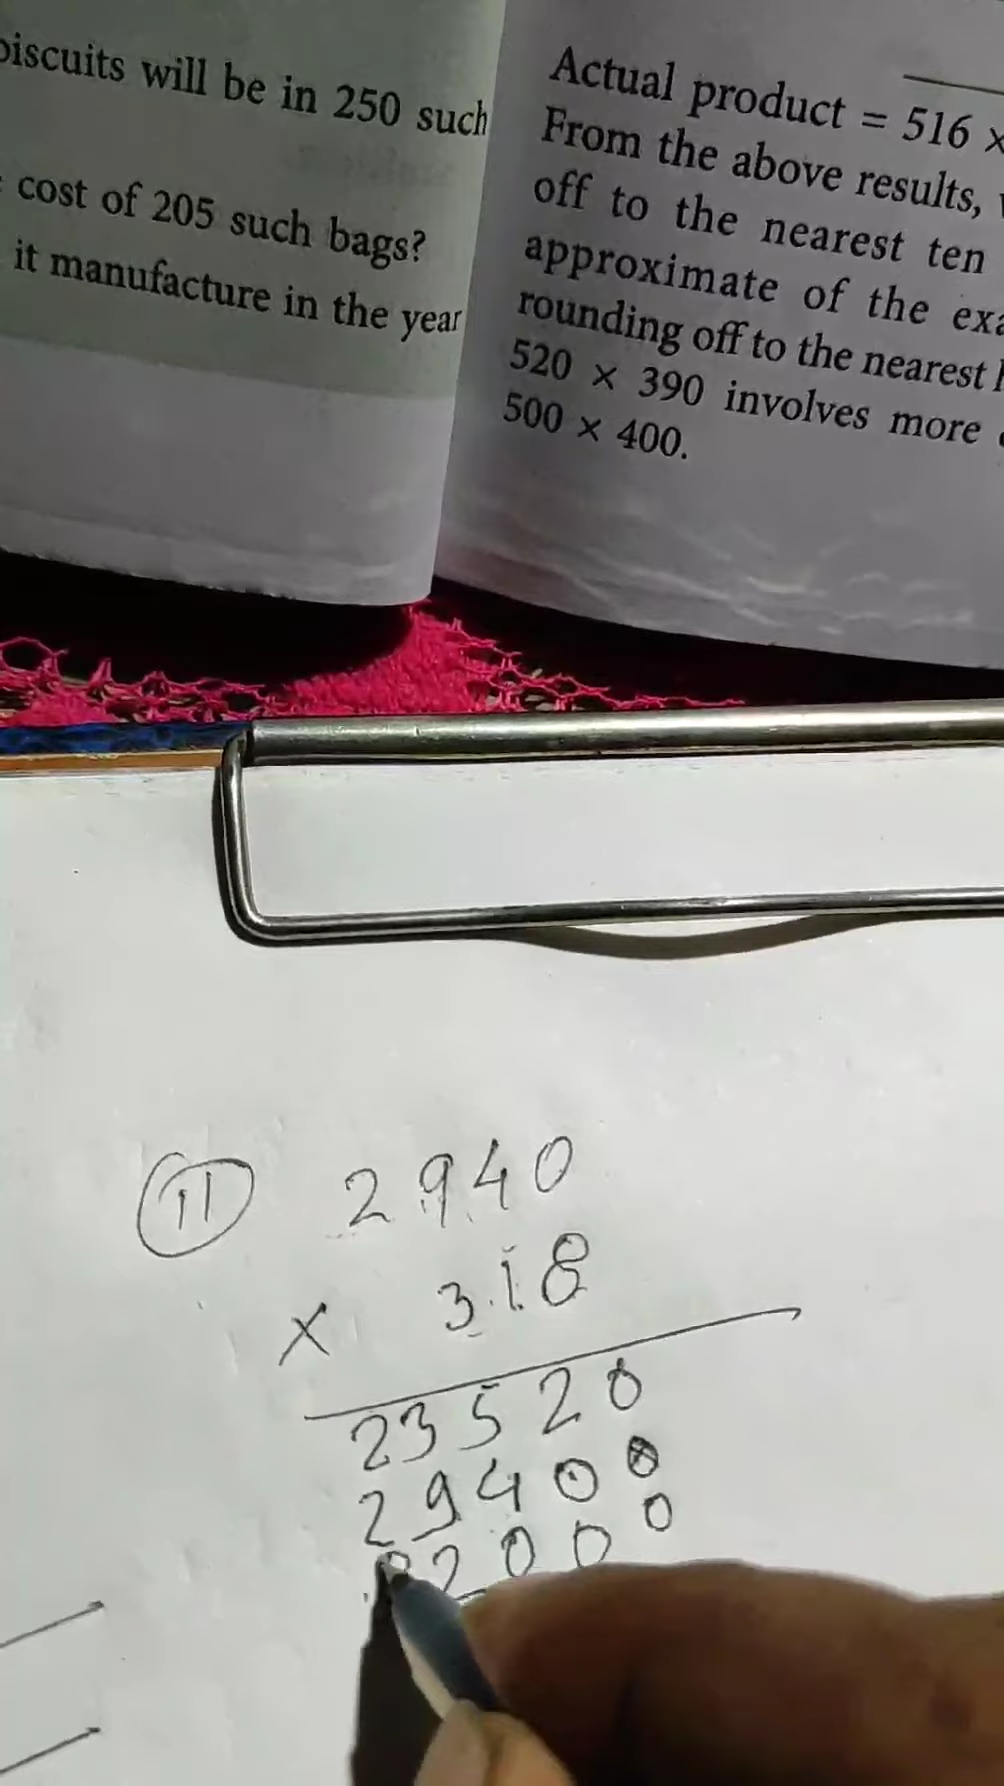 biscuits will be in 250 such
cost of 205 such bags?
it manufacture in the year
Actual product = 516 ×
From the above results,
off to the nearest ten
approximate of the
rounding off to the nearest
520 × 390 involves more
500 × 400.
11 2940
× 318
23520
29400
82000